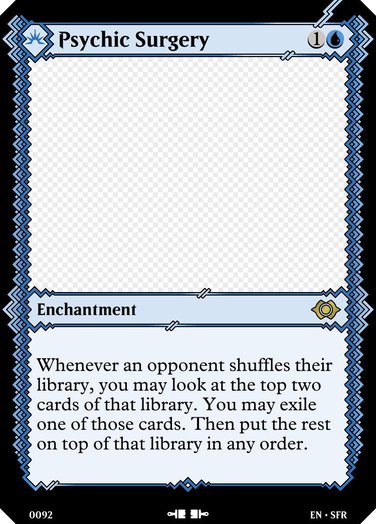 Psychic Surgery 1
Enchantment
Whenever an opponent shuffles their
library, you may look at the top two
cards of that library. You may exile
one of those cards. Then put the rest
on top of that library in any order.
0092 EN • SFR